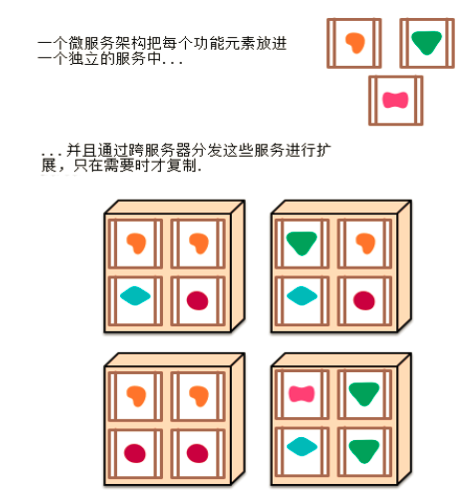 一个微服务架构把每个功能元素放进
一个独立的服务中...
...并且通过跨服务器分发这些服务进行扩
展，只在需要时才复制.